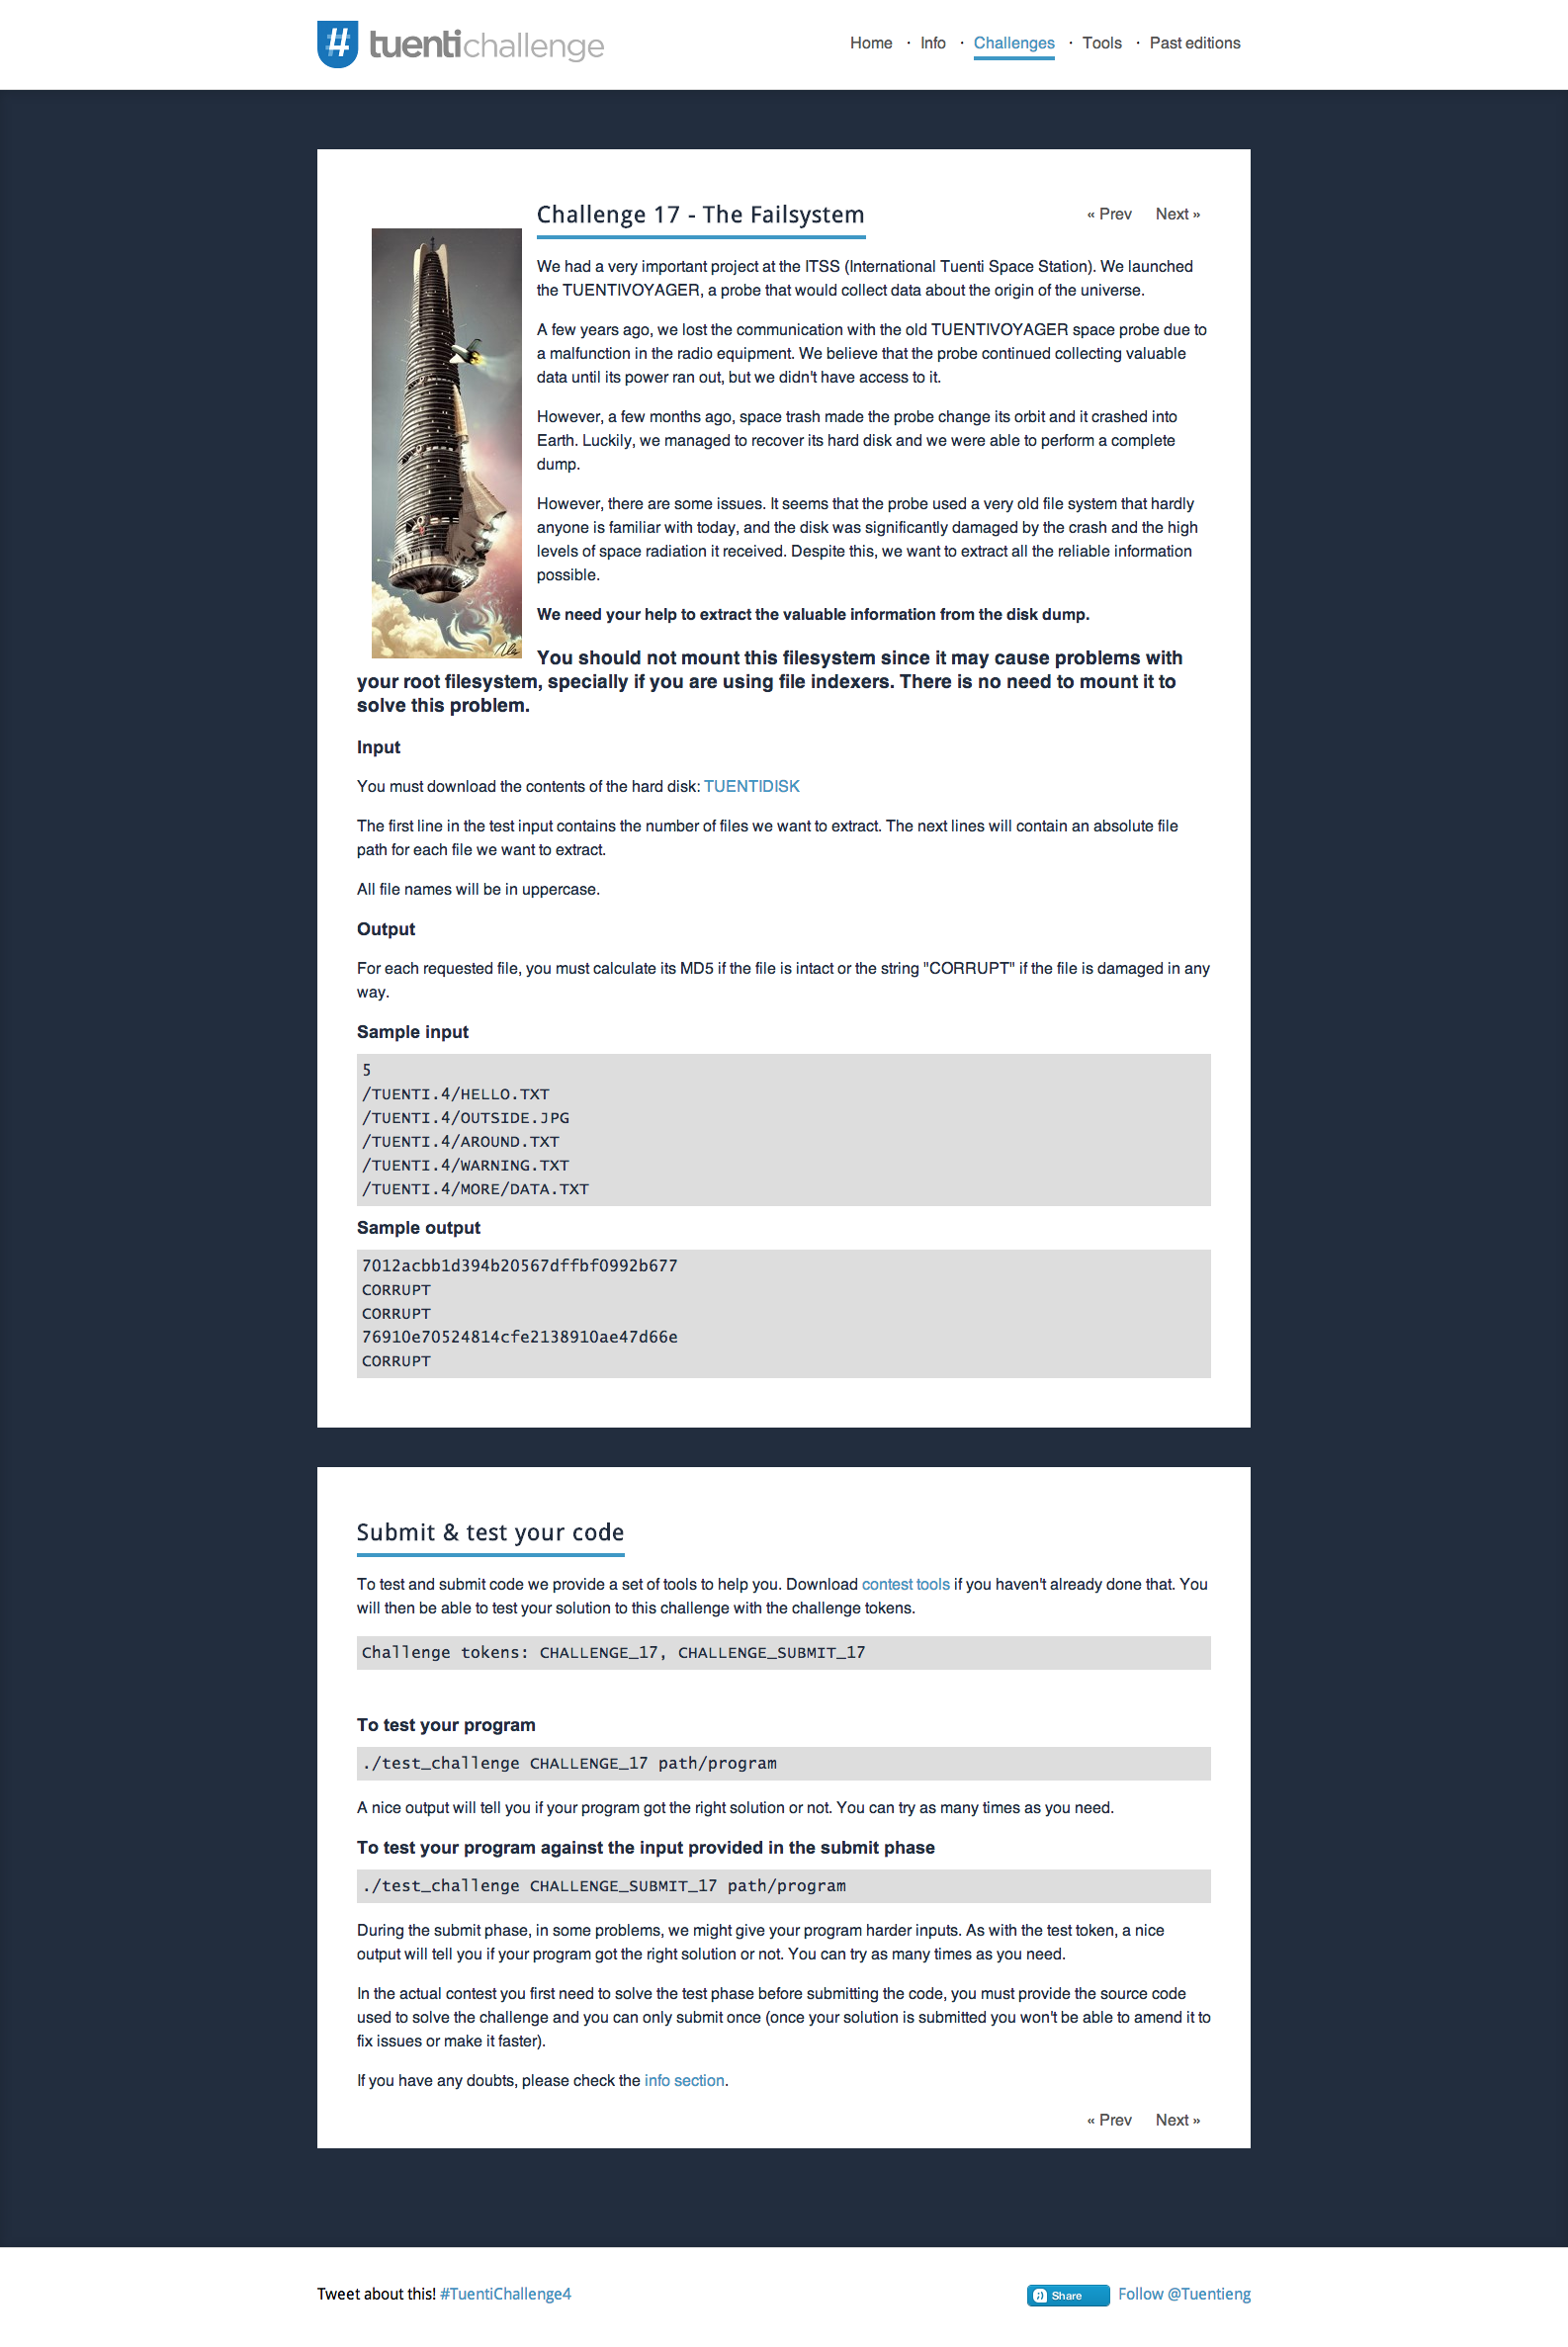 # tuentichallenge
Home · Info · Challenges · Tools · Past editions
Challenge 17 - The Failsystem
« Prev Next »
We had a very important project at the ITSS (International Tuenti Space Station). We launched
the TUENTIVOYAGER, a probe that would collect data about the origin of the universe.
A few years ago, we lost the communication with the old TUENTIVOYAGER space probe due to
a malfunction in the radio equipment. We believe that the probe continued collecting valuable
data until its power ran out, but we didn't have access to it.
However, a few months ago, space trash made the probe change its orbit and it crashed into
Earth. Luckily, we managed to recover its hard disk and we were able to perform a complete
dump.
However, there are some issues. It seems that the probe used a very old file system that hardly
anyone is familiar with today, and the disk was significantly damaged by the crash and the high
levels of space radiation it received. Despite this, we want to extract all the reliable information
possible.
We need your help to extract the valuable information from the disk dump.
You should not mount this filesystem since it may cause problems with
your root filesystem, specially if you are using file indexers. There is no need to mount it to
solve this problem.
Input
You must download the contents of the hard disk: TUENTIDISK
The first line in the test input contains the number of files we want to extract. The next lines will contain an absolute file
path for each file we want to extract.
All file names will be in uppercase.
Output
For each requested file, you must calculate its MD5 if the file is intact or the string "CORRUPT" if the file is damaged in any
way.
Sample input
5
/TUENTI.4/HELLO.TXT
/TUENTI.4/OUTSIDE.JPG
/TUENTI.4/AROUND.TXT
/TUENTI.4/WARNING.TXT
/TUENTI.4/MORE/DATA.TXT
Sample output
7012acbb1d394b20567dffbf0992b677
CORRUPT
CORRUPT
76910e70524814cfe2138910ae47d66e
CORRUPT
Submit & test your code
To test and submit code we provide a set of tools to help you. Download contest tools if you haven't already done that. You
will then be able to test your solution to this challenge with the challenge tokens.
Challenge tokens: CHALLENGE_17, CHALLENGE_SUBMIT_17
To test your program
./test_challenge CHALLENGE_17 path/program
A nice output will tell you if your program got the right solution or not. You can try as many times as you need.
To test your program against the input provided in the submit phase
./test_challenge CHALLENGE_SUBMIT_17 path/program
During the submit phase, in some problems, we might give your program harder inputs. As with the test token, a nice
output will tell you if your program got the right solution or not. You can try as many times as you need.
In the actual contest you first need to solve the test phase before submitting the code, you must provide the source code
used to solve the challenge and you can only submit once (once your solution is submitted you won't be able to amend it to
fix issues or make it faster).
If you have any doubts, please check the info section.
« Prev Next »
Tweet about this! #TuentiChallenge4
Share Follow @Tuentieng